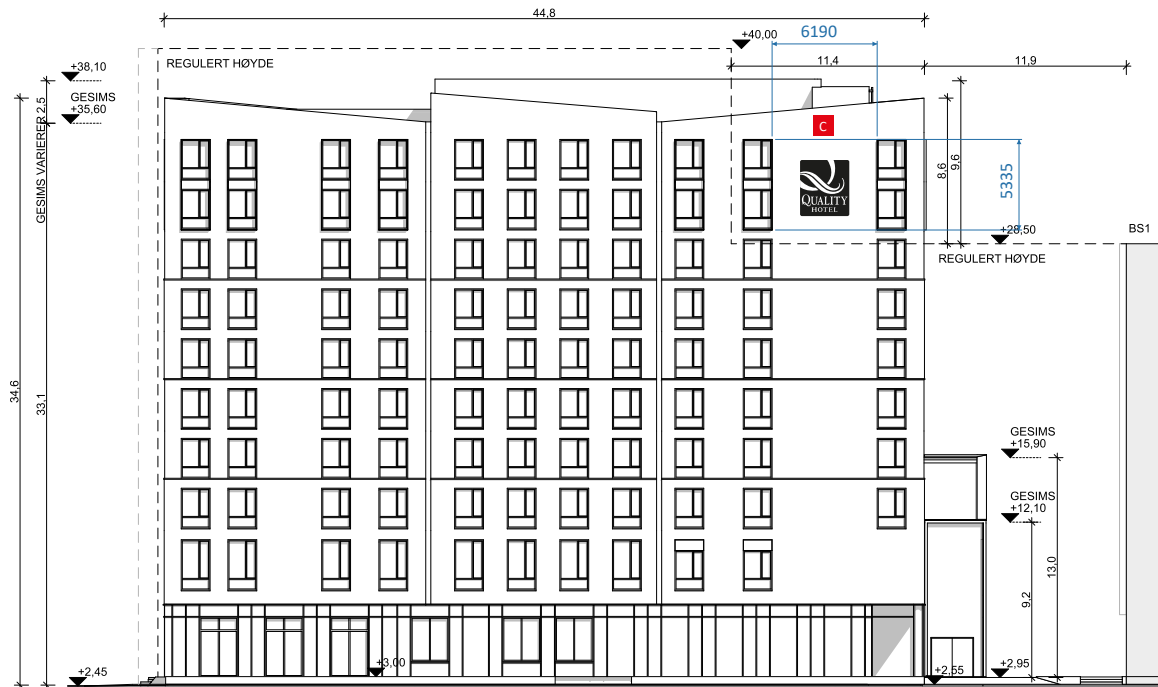 44,8
+40,00
6190
REGULERT HØYDE
11,4
11,9
+38,10
GESIMS
+35,60
GESIMS VARIERER 2,5
C
QUALITY
HOTEL
8,6
9,6
5335
+28,50
REGULERT HØYDE
BS1
34,6
33,1
GESIMS
+15,90
GESIMS
+12,10
13,0
9,2
+2,45
+3,00
+2,55
+2,95